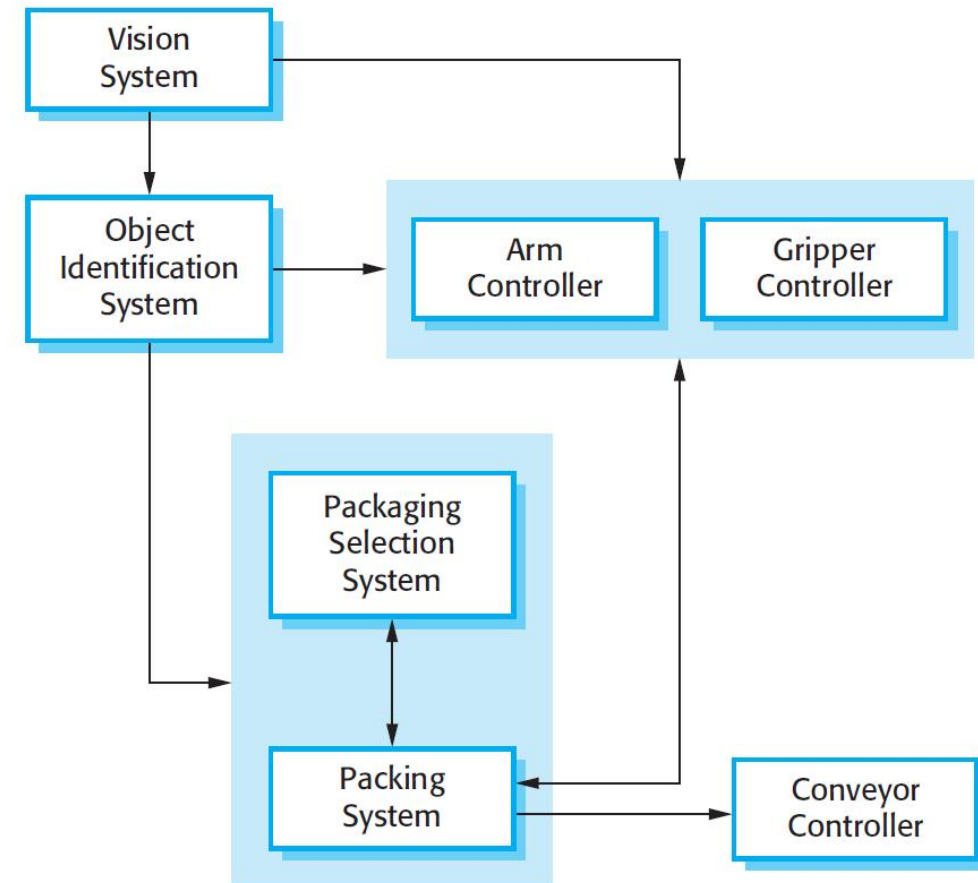 Vision
System
Object
Identification
System
Arm
Controller
Gripper
Controller
Packaging
Selection
System
Packing
System
Conveyor
Controller